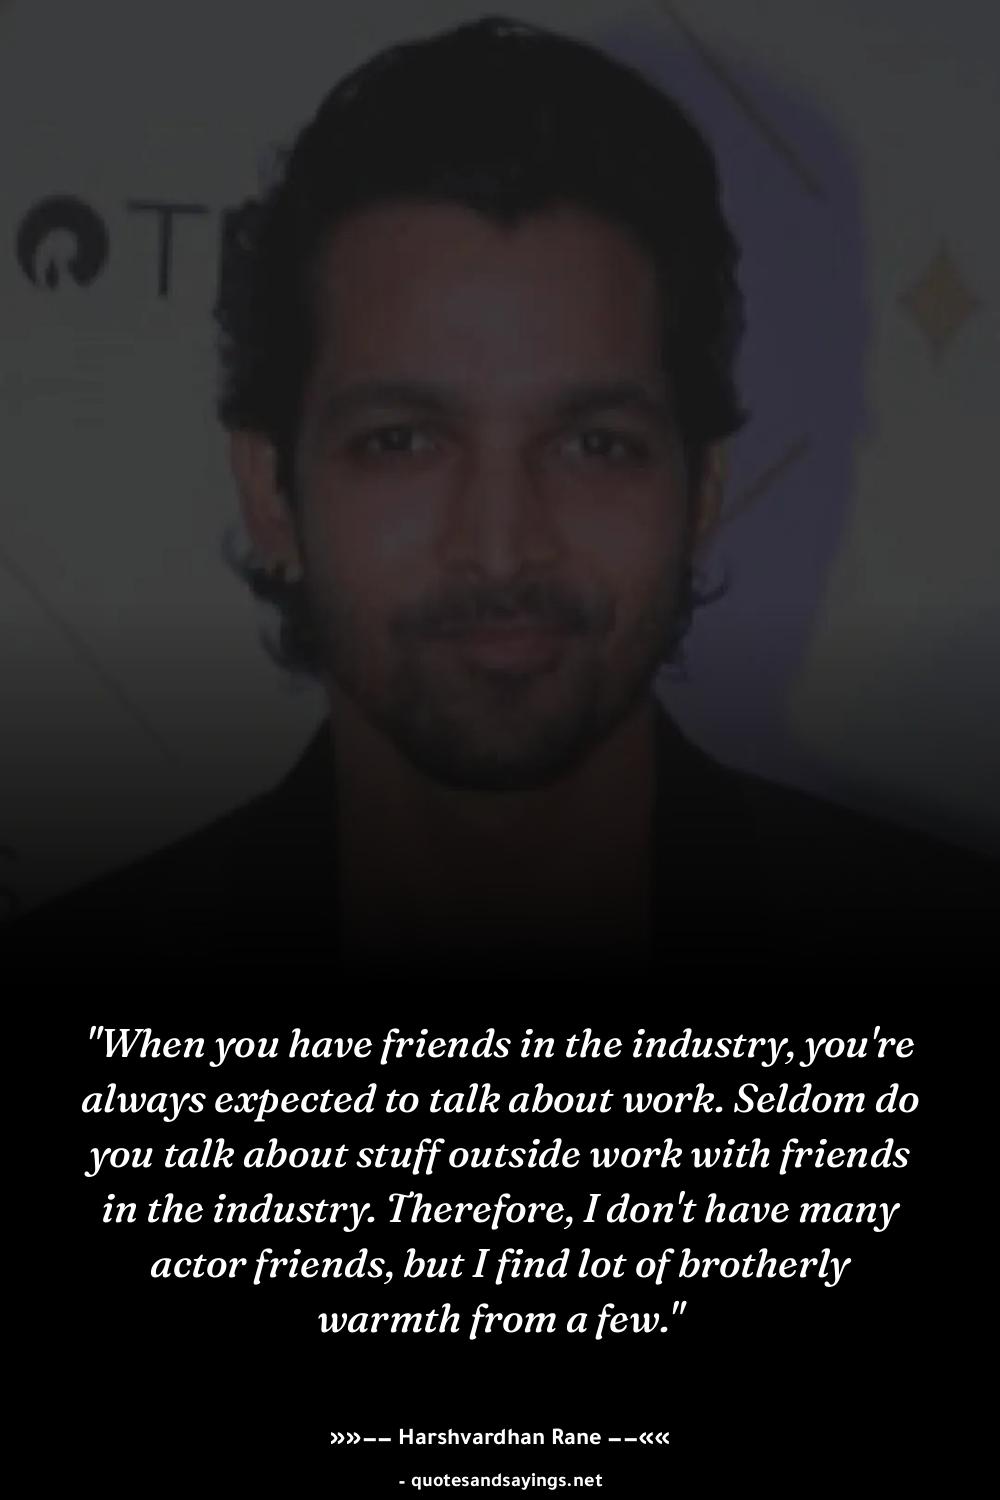 T
"When you have friends in the industry, you're
always expected to talk about work. Seldom do
you talk about stuff outside work with friends
in the industry. Therefore, I don't have many
actor friends, but I find lot of brotherly
warmth from a few."
»»–– Harshvardhan Rane ––««
- quotesandsayings.net